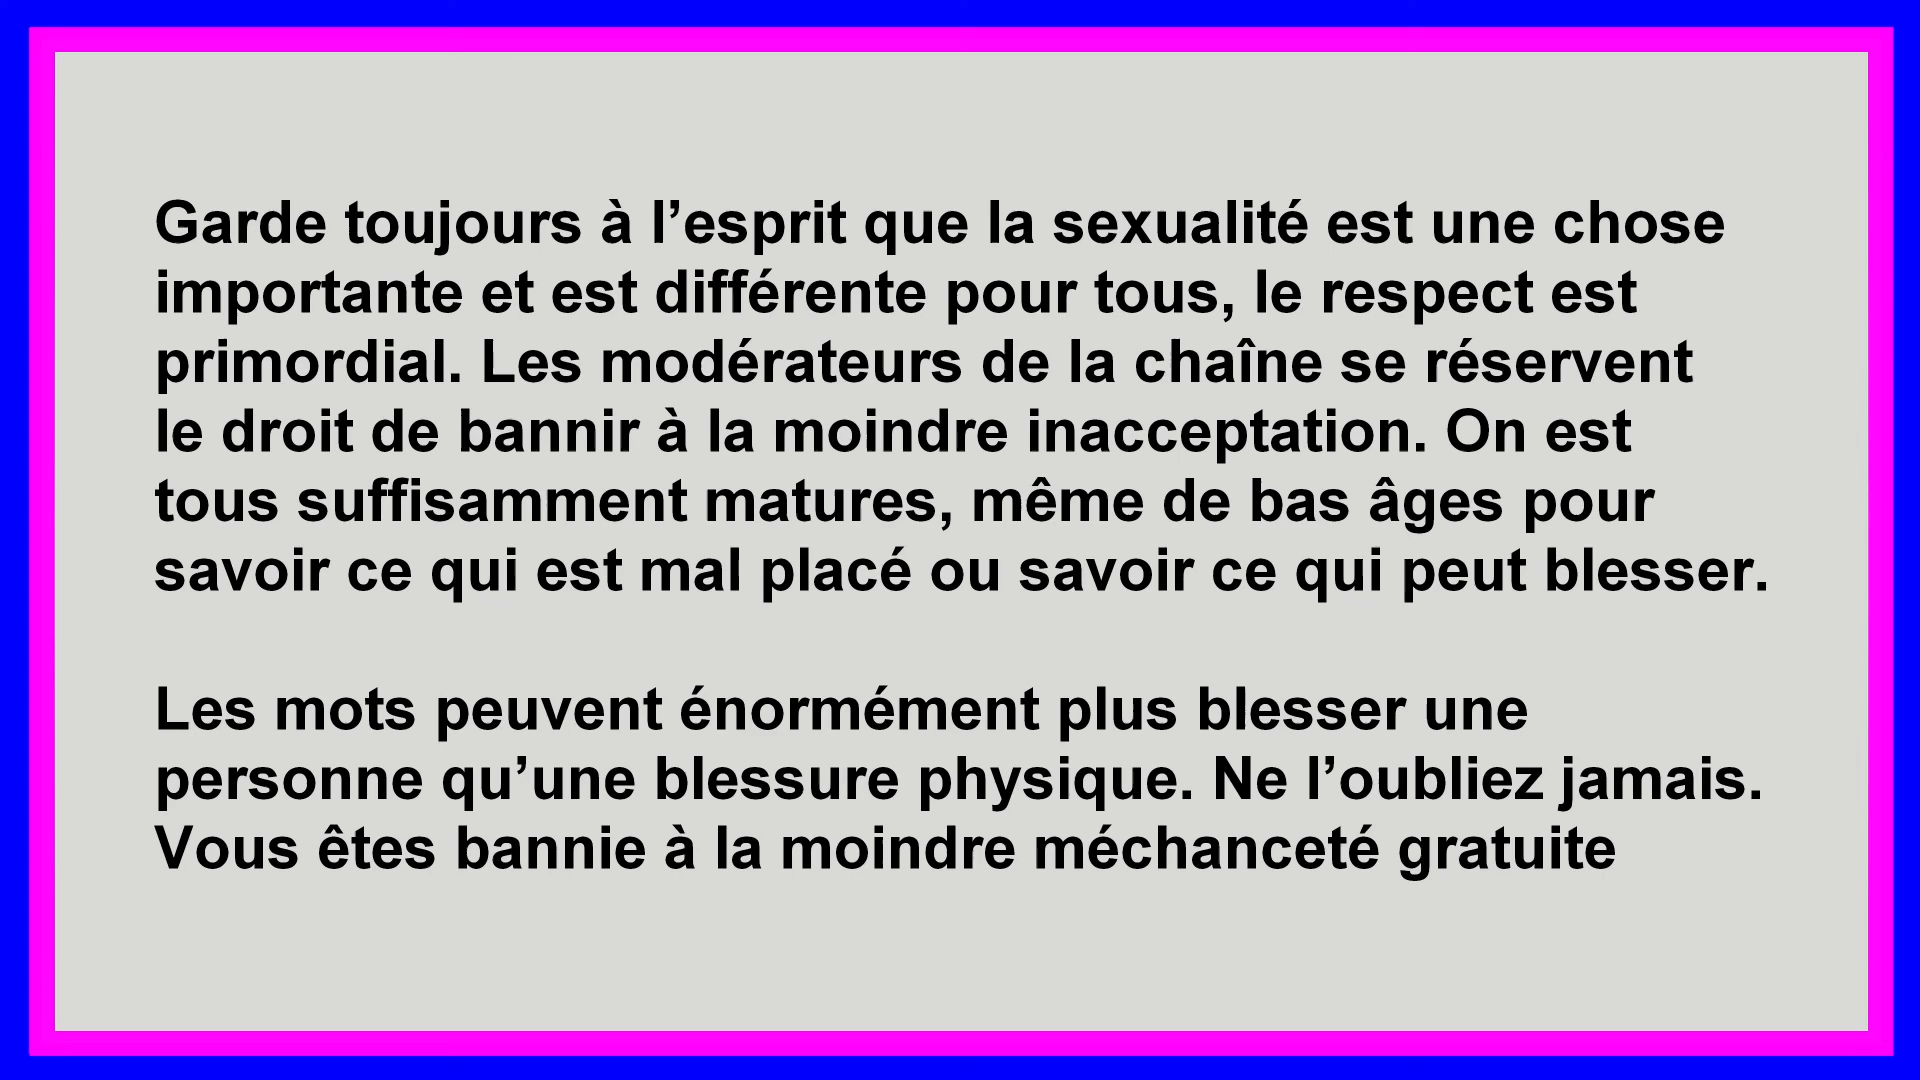 Garde toujours à l’esprit que la sexualité est une chose
importante et est différente pour tous, le respect est
primordial. Les modérateurs de la chaîne se réservent
le droit de bannir à la moindre inacceptation. On est
tous suffisamment matures, même de bas âges pour
savoir ce qui est mal placé ou savoir ce qui peut blesser.
Les mots peuvent énormément plus blesser une
personne qu’une blessure physique. Ne l’oubliez jamais.
Vous êtes bannie à la moindre méchanceté gratuite